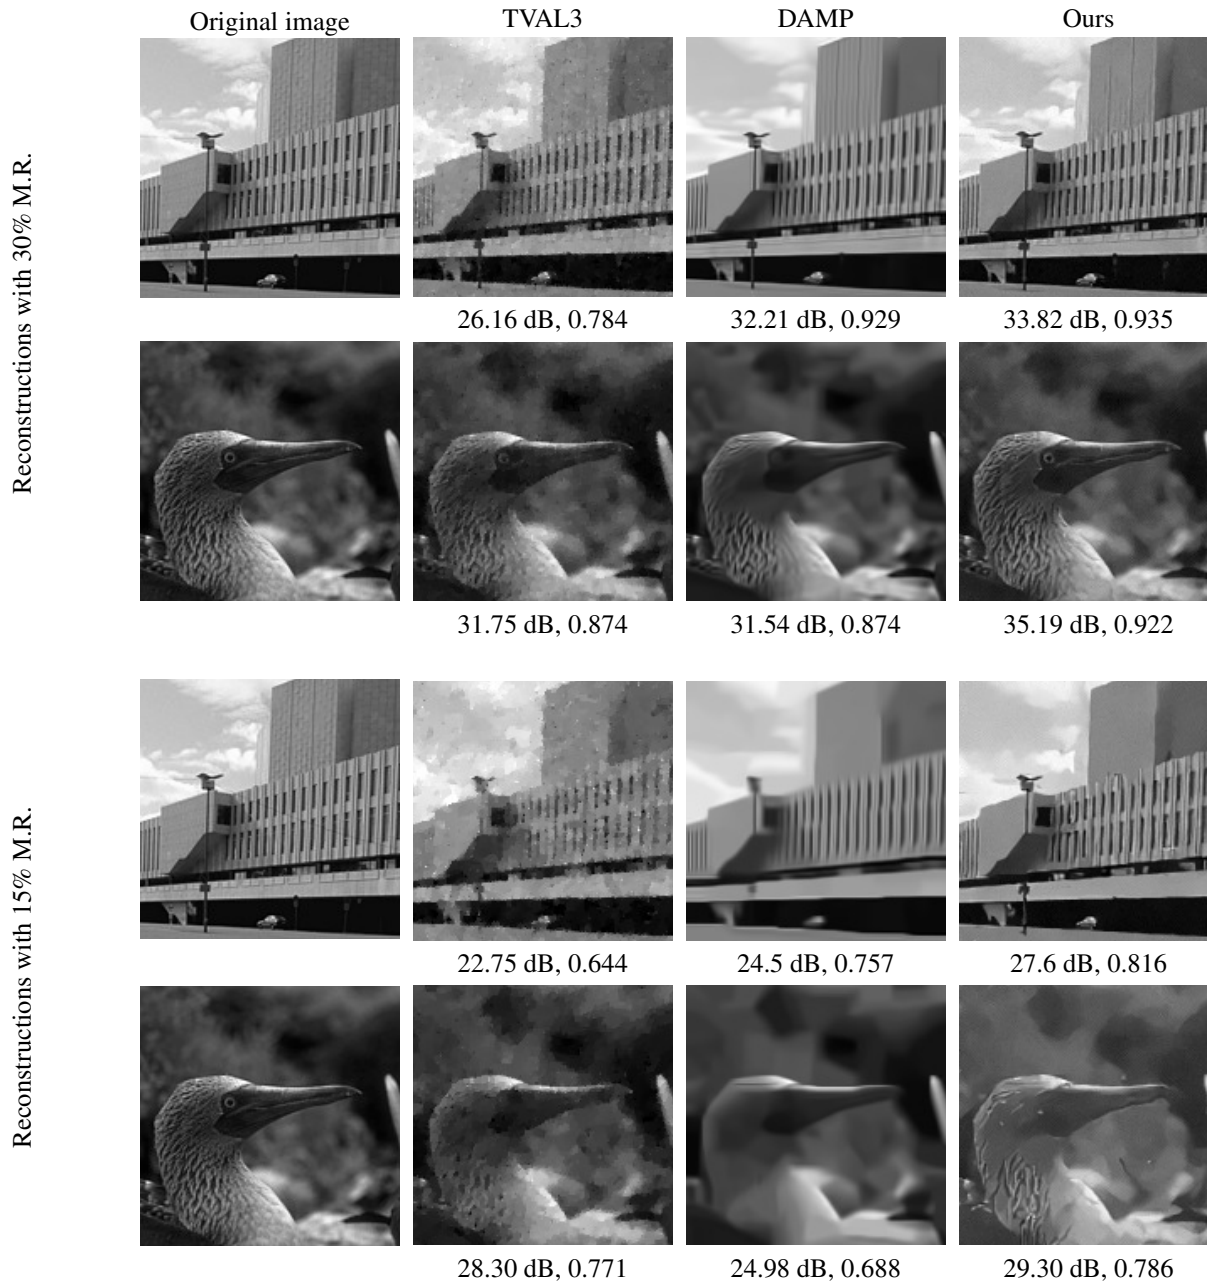 Original image TVAL3 DAMP Ours
Reconstructions with 30% M.R.
26.16 dB, 0.784 32.21 dB, 0.929 33.82 dB, 0.935
31.75 dB, 0.874 31.54 dB, 0.874 35.19 dB, 0.922
Reconstructions with 15% M.R.
22.75 dB, 0.644 24.5 dB, 0.757 27.6 dB, 0.816
28.30 dB, 0.771 24.98 dB, 0.688 29.30 dB, 0.786